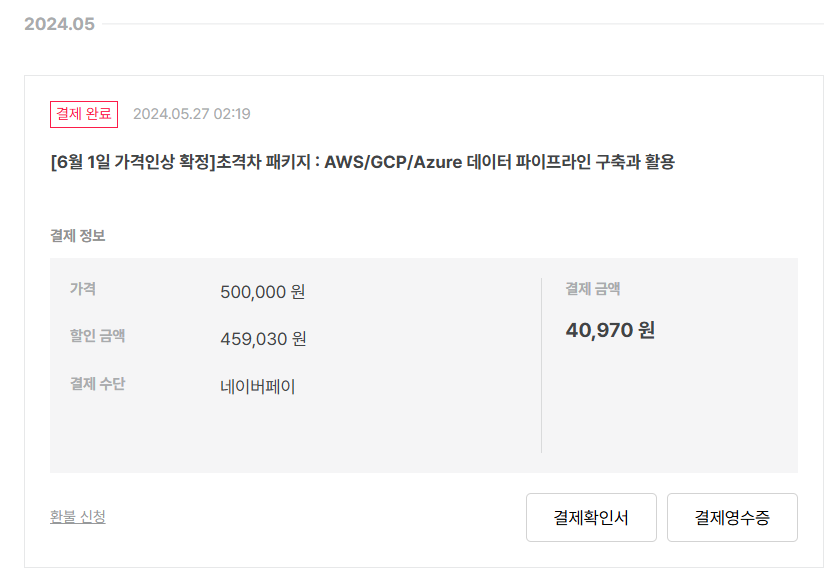 2024.05
결제 완료 2024.05.27 02:19
[6월 1일 가격인상 확정]초격차 패키지 : AWS/GCP/Azure 데이터 파이프라인 구축과 활용
결제 정보
가격 500,000 원
할인 금액 459,030 원
결제 수단 네이버페이
결제 금액
40,970 원
환불 신청
결제확인서 결제영수증